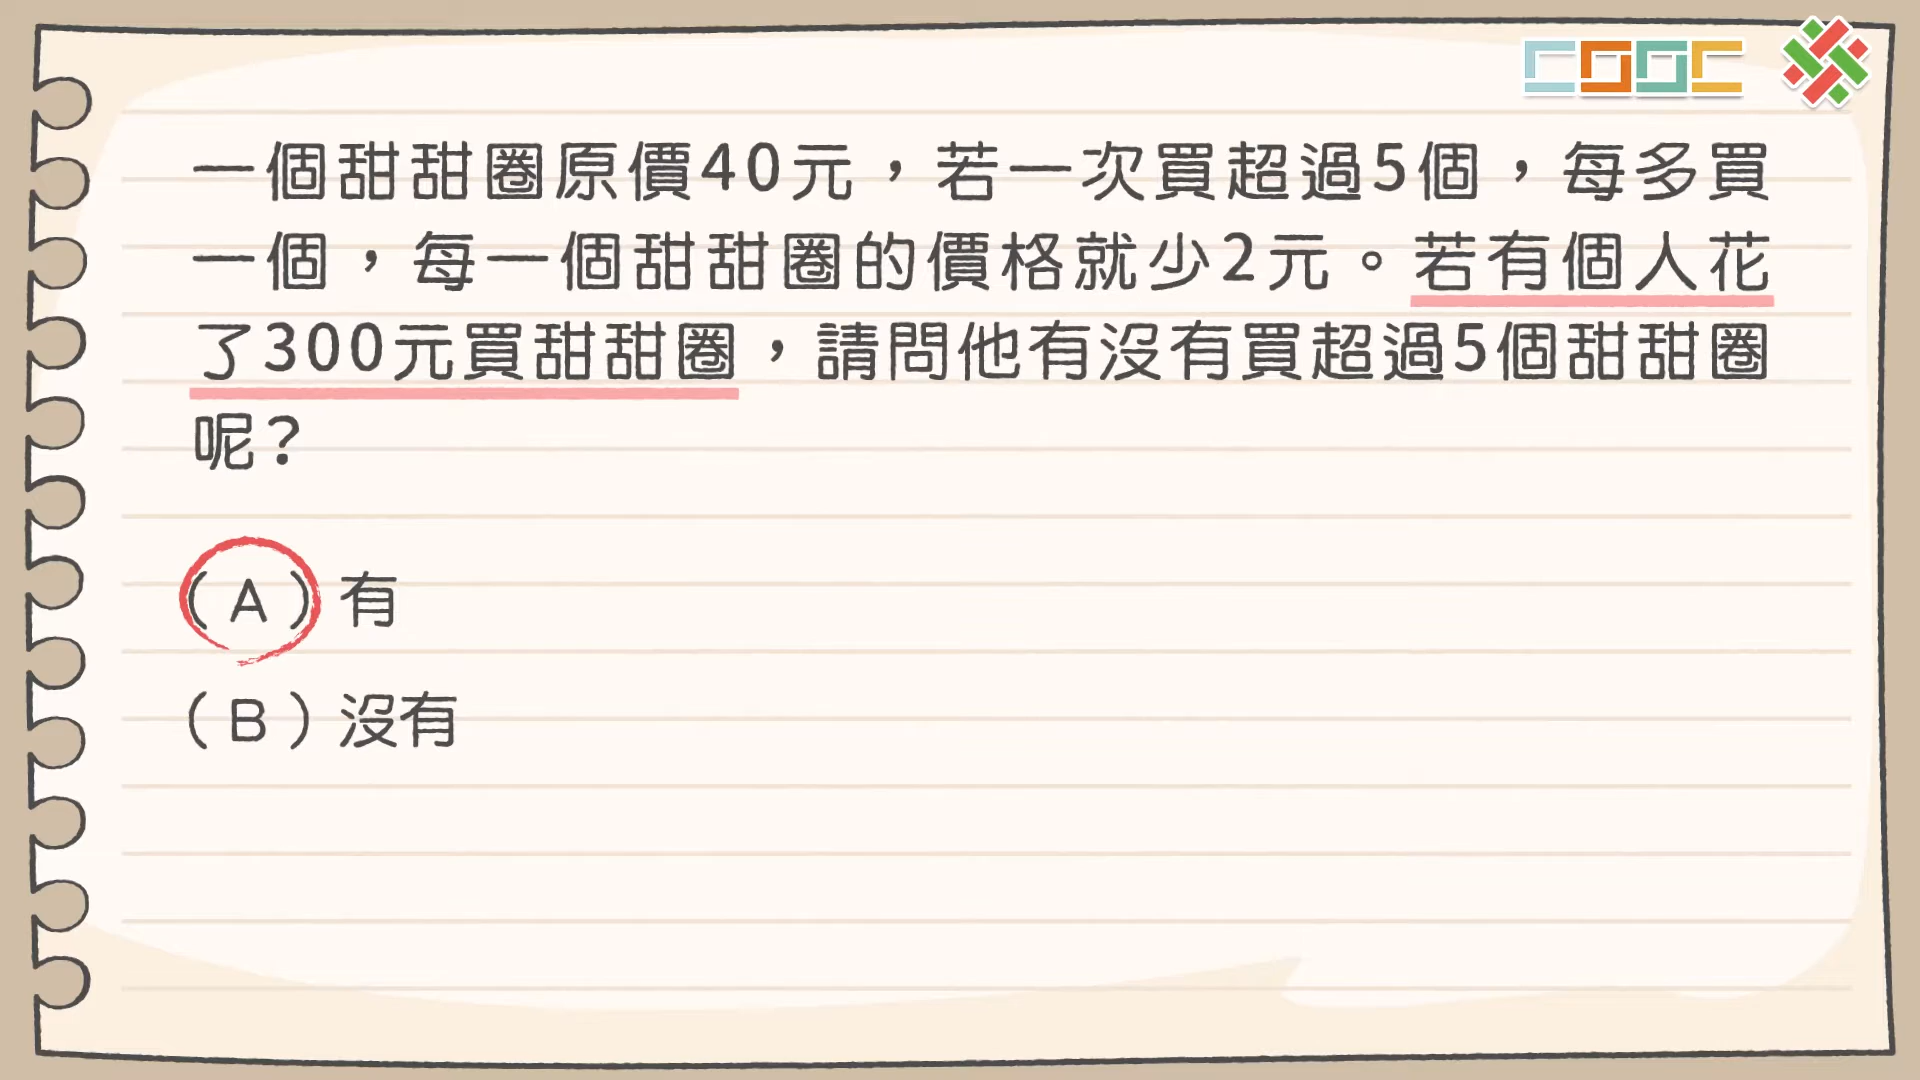 一個甜甜圈原價40元，若一次買超過5個，每多買
一個，每一個甜甜圈的價格就少2元。若有個人花
了300元買甜甜圈，請問他有沒有買超過5個甜甜圈
呢？
（A）有
（B）沒有